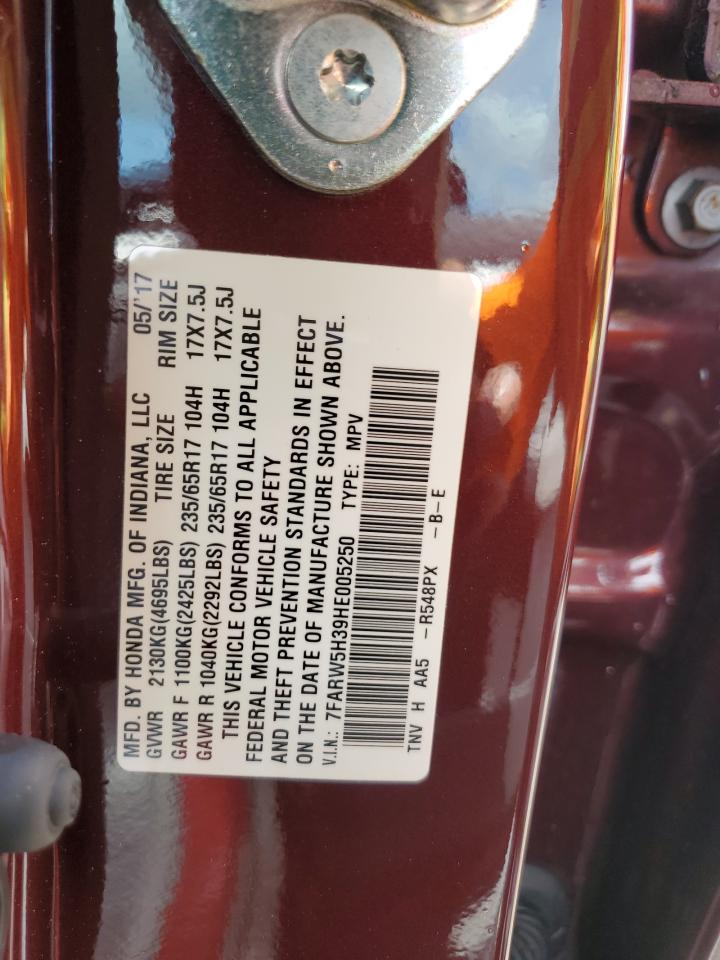 MFD. BY HONDA MFG. OF INDIANA, LLC 05/'17
GVWR 2130KG(4695LBS) TIRE SIZE RIM SIZE
GAWR F 1100KG(2425LBS) 235/65R17 104H 17X7.5J
GAWR R 1040KG(2292LBS) 235/65R17 104H 17X7.5J
THIS VEHICLE CONFORMS TO ALL APPLICABLE
FEDERAL MOTOR VEHICLE SAFETY
AND THEFT PREVENTION STANDARDS IN EFFECT
ON THE DATE OF MANUFACTURE SHOWN ABOVE.
V.I.N.: 7FARW5H39HE005250 TYPE: MPV
TNV H AA5 -R548PX -B-E